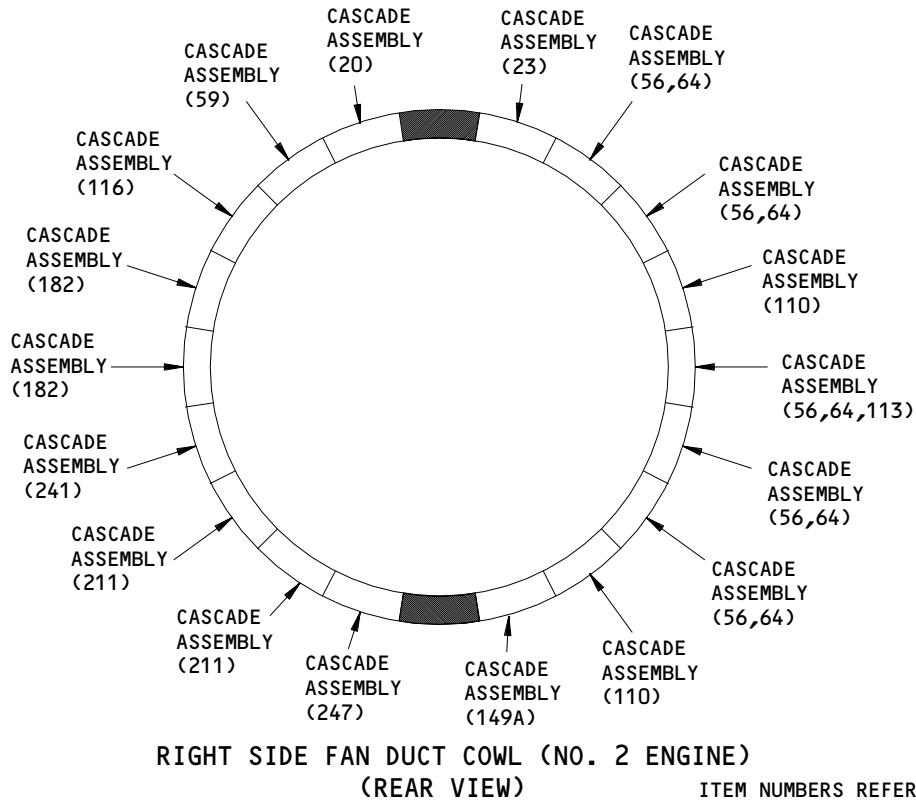 CASCADE
ASSEMBLY
(20)
CASCADE
ASSEMBLY
(23)
CASCADE
ASSEMBLY
(56,64)
CASCADE
ASSEMBLY
(59)
CASCADE
ASSEMBLY
(116)
CASCADE
ASSEMBLY
(56,64)
CASCADE
ASSEMBLY
(182)
CASCADE
ASSEMBLY
(110)
CASCADE
ASSEMBLY
(182)
CASCADE
ASSEMBLY
(56,64,113)
CASCADE
ASSEMBLY
(241)
CASCADE
ASSEMBLY
(56,64)
CASCADE
ASSEMBLY
(211)
CASCADE
ASSEMBLY
(56,64)
CASCADE
ASSEMBLY
(211)
CASCADE
ASSEMBLY
(247)
CASCADE
ASSEMBLY
(149A)
CASCADE
ASSEMBLY
(110)
RIGHT SIDE FAN DUCT COWL (NO. 2 ENGINE)
(REAR VIEW)
ITEM NUMBERS REFER